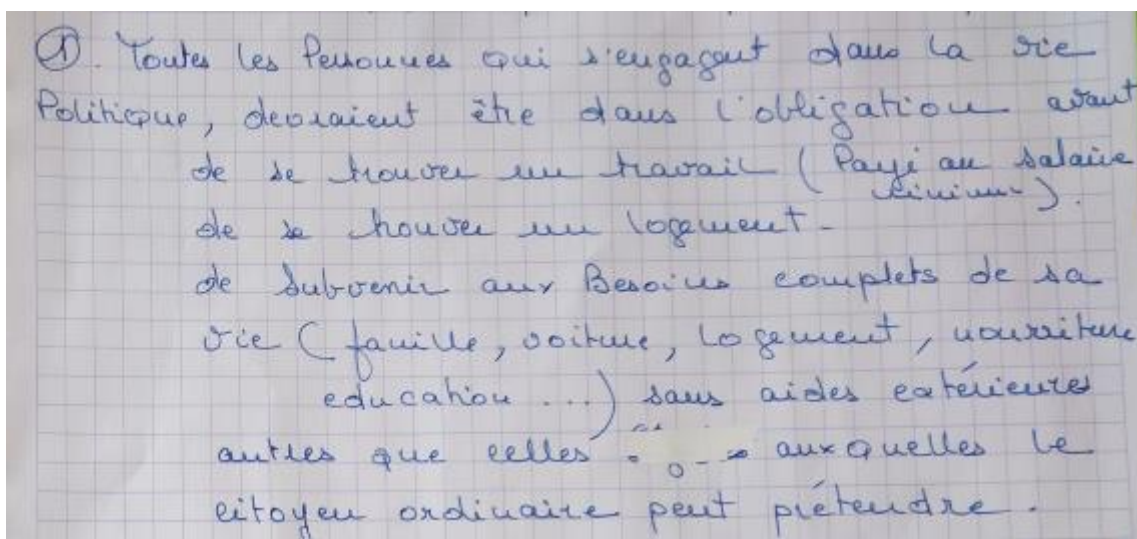 ① . Toutes les Personnes qui s'engagent dans la vie
Politique, devraient être dans l'obligation avant
de se trouver un travail (Payé au salaire
minimum).
de se trouver un logement -
de Subvenir aux Besoins complets de sa
vie (famille, voiture, logement, nourriture
education ...) sans aides extérieures
autres que celles auxquelles le
citoyen ordinaire peut prétendre.